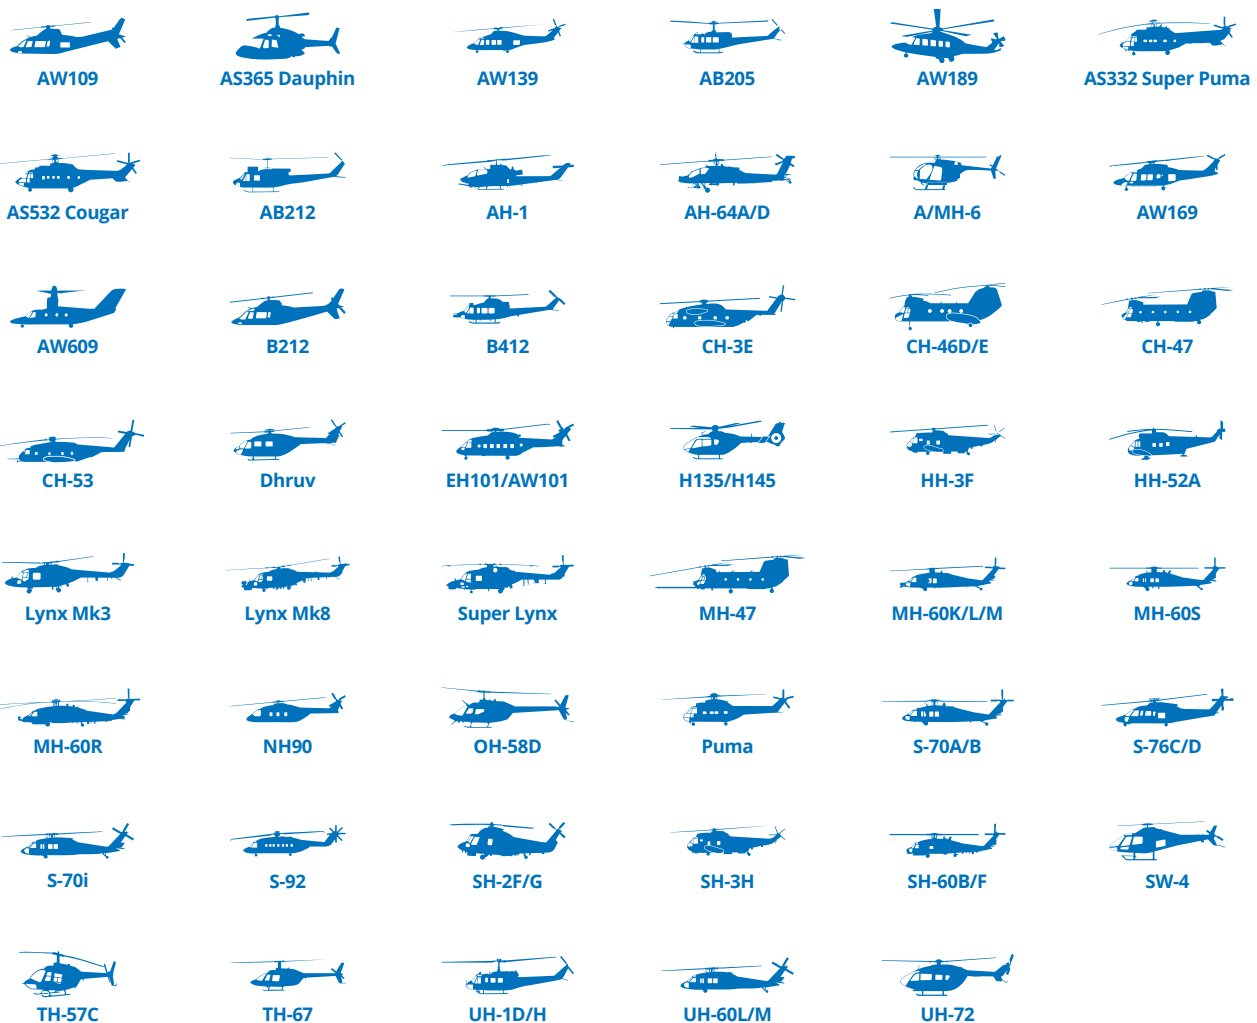 AW109 AS365 Dauphin AW139 AB205 AW189 AS332 Super Puma
AS532 Cougar AB212 AH-1 AH-64A/D A/MH-6 AW169
AW609 B212 B412 CH-3E CH-46D/E CH-47
CH-53 Dhruv EH101/AW101 H135/H145 HH-3F HH-52A
Lynx Mk3 Lynx Mk8 Super Lynx MH-47 MH-60K/L/M MH-60S
MH-60R NH90 OH-58D Puma S-70A/B S-76C/D
S-70i S-92 SH-2F/G SH-3H SH-60B/F SW-4
TH-57C TH-67 UH-1D/H UH-60L/M UH-72